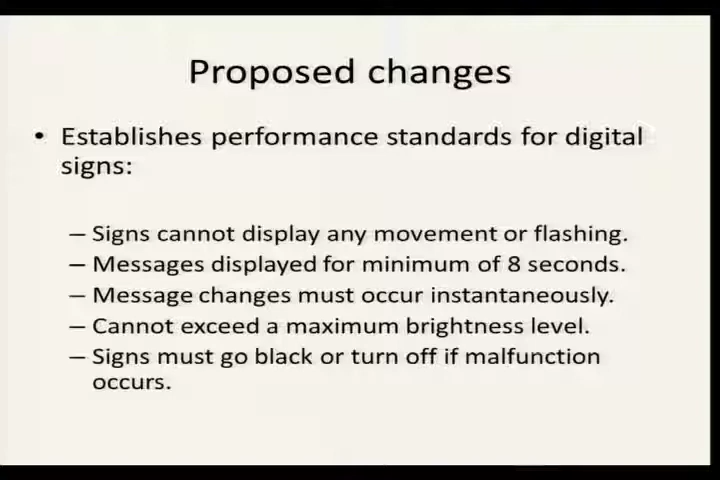 Proposed changes
• Establishes performance standards for digital
signs:
– Signs cannot display any movement or flashing.
– Messages displayed for minimum of 8 seconds.
– Message changes must occur instantaneously.
– Cannot exceed a maximum brightness level.
– Signs must go black or turn off if malfunction
occurs.